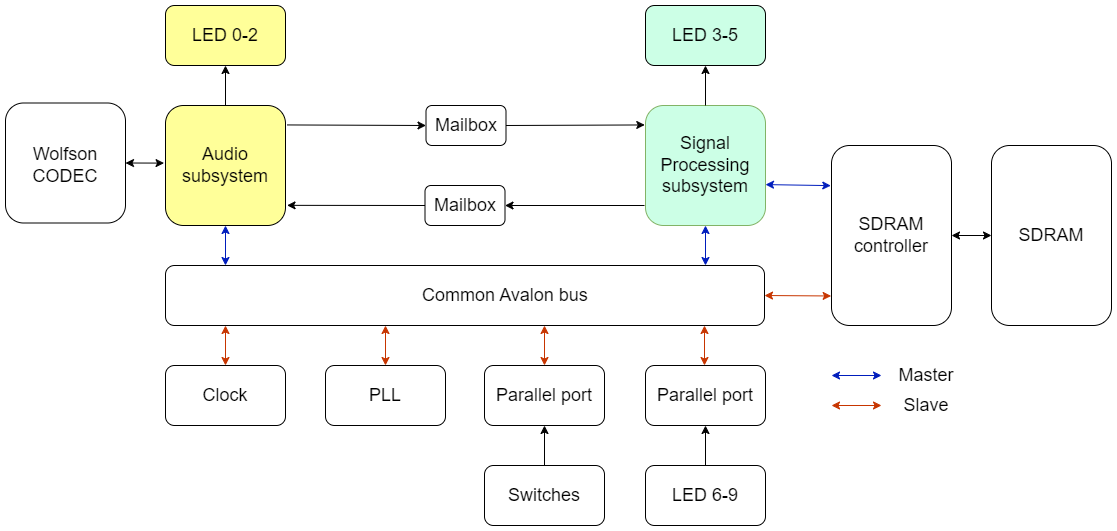 LED 0-2
LED 3-5
Wolfson
CODEC
Audio
subsystem
Mailbox
Mailbox
Signal
Processing
subsystem
SDRAM
controller
SDRAM
Common Avalon bus
Clock
PLL
Parallel port
Parallel port
Master
Slave
Switches
LED 6-9